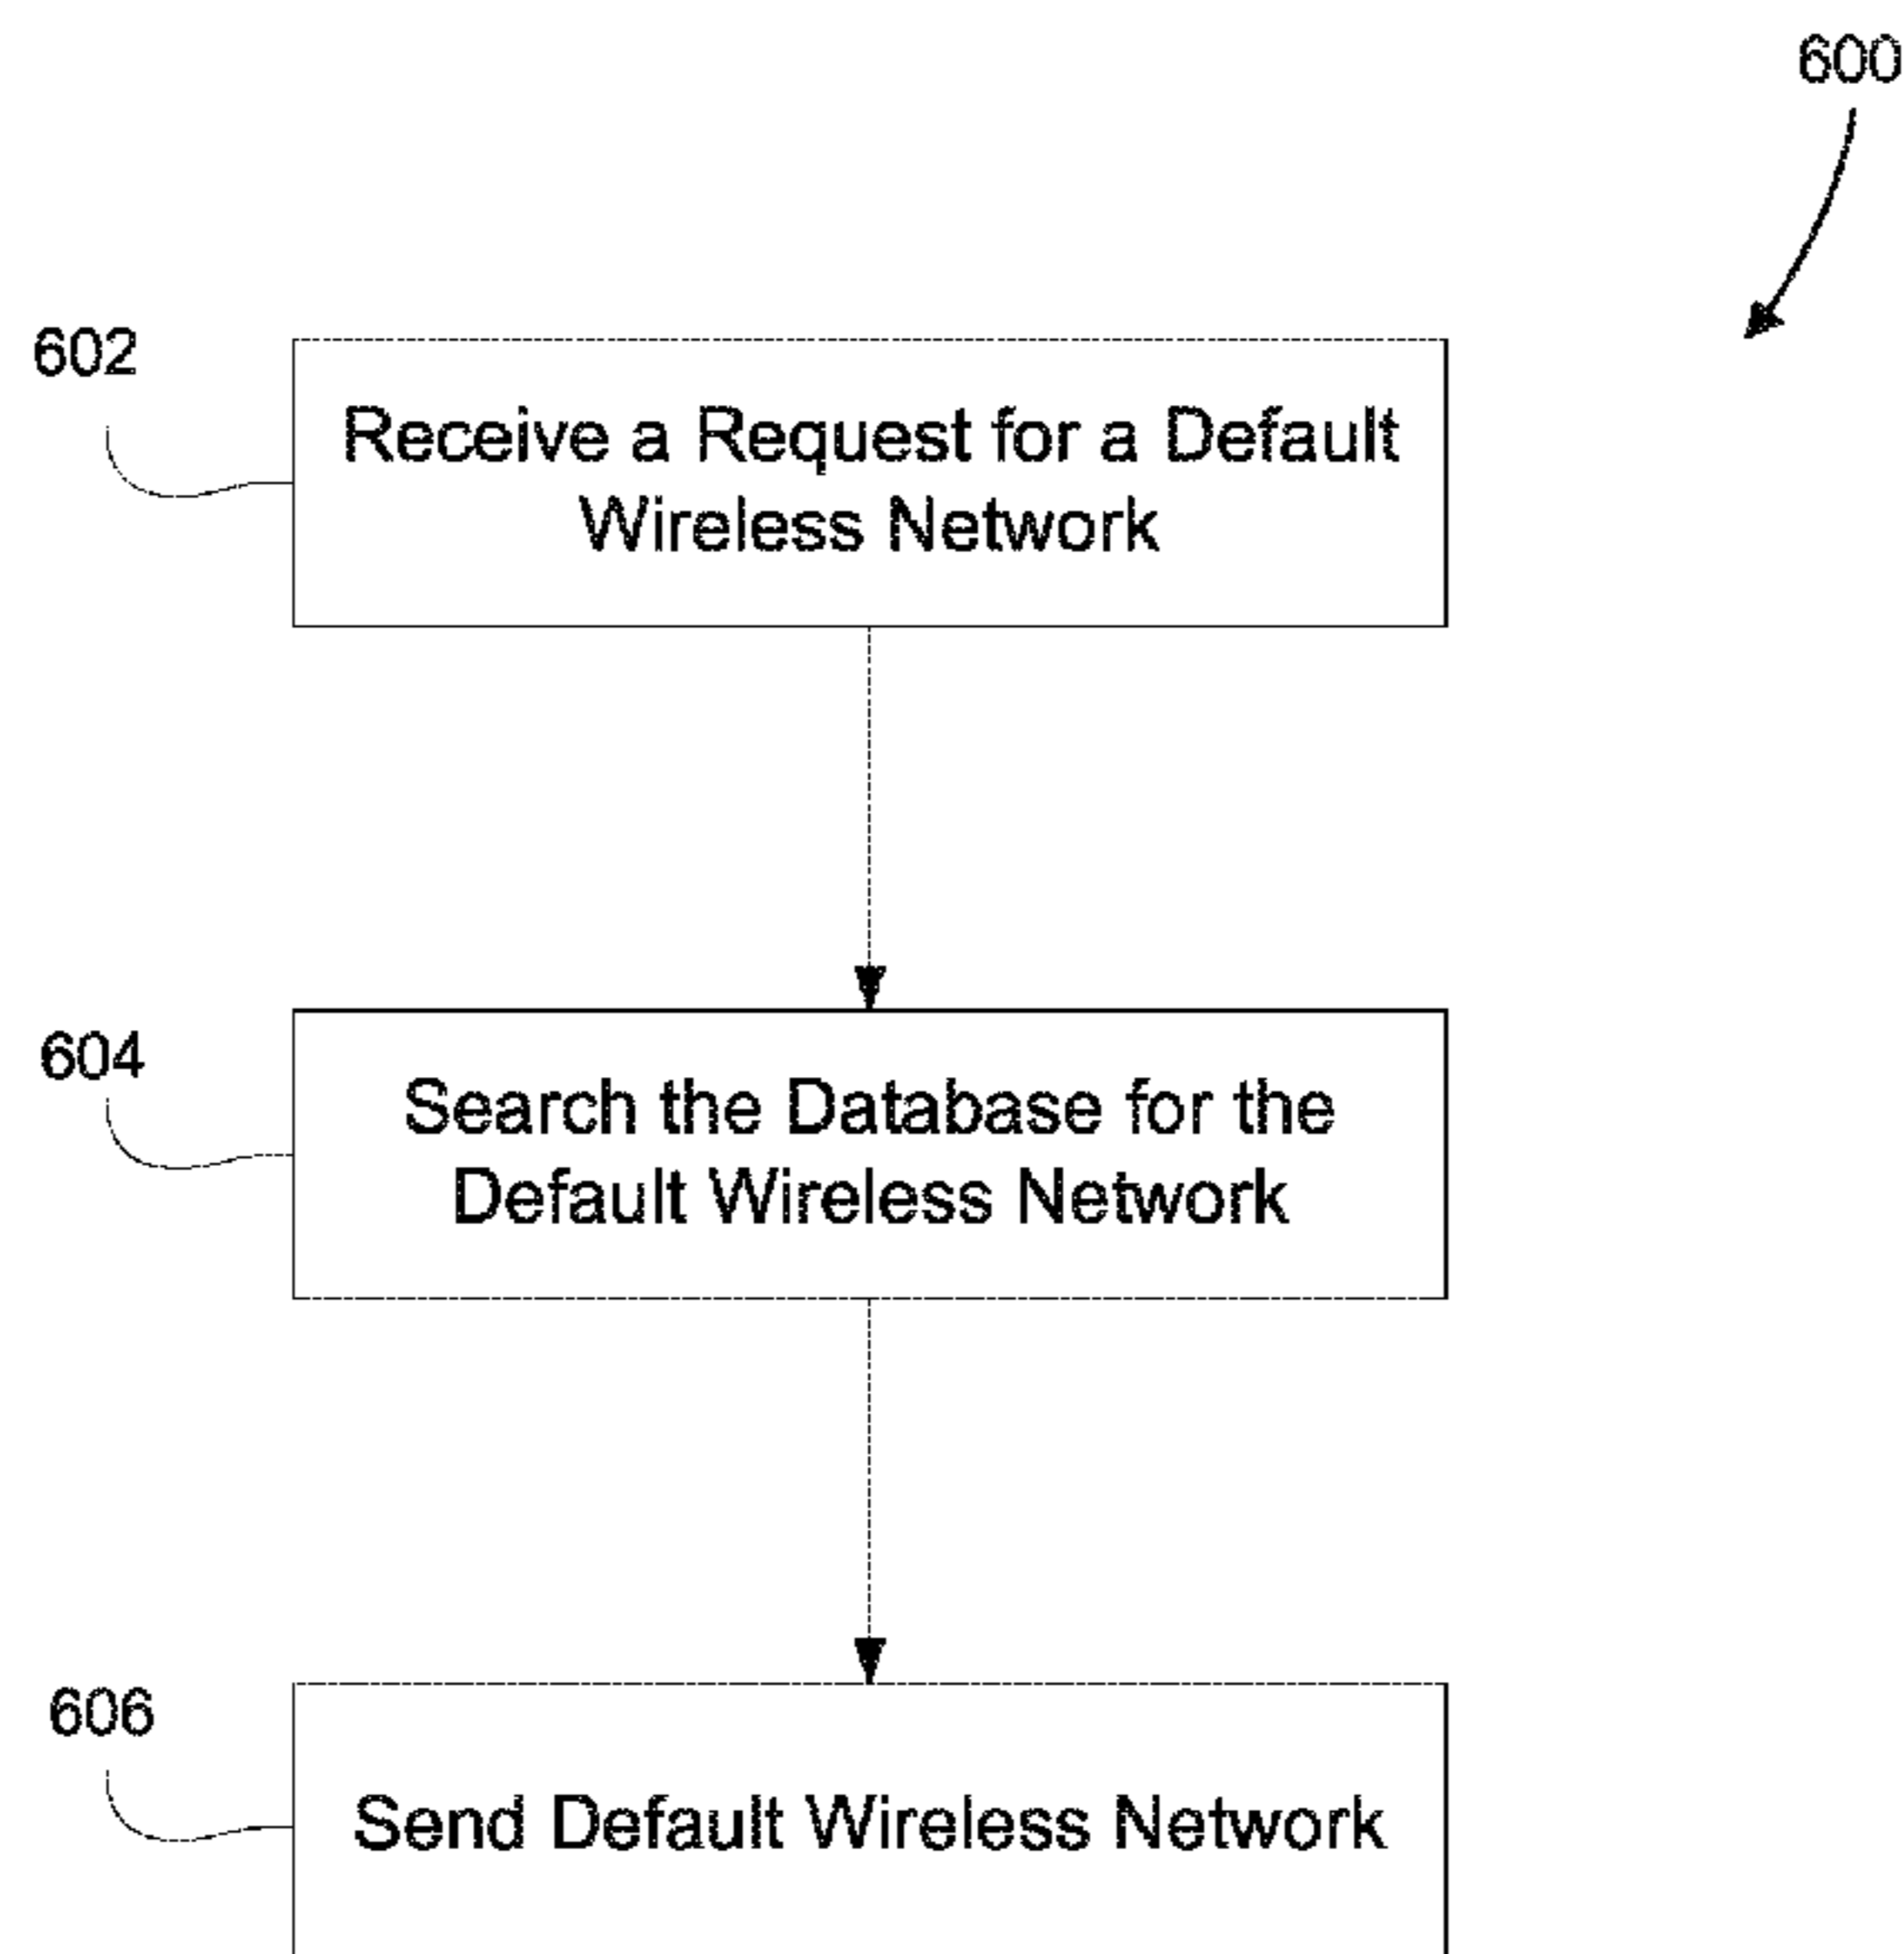 600
602
Receive a Request for a Default
Wireless Network
604
Search the Database for the
Default Wireless Network
606
Send Default Wireless Network